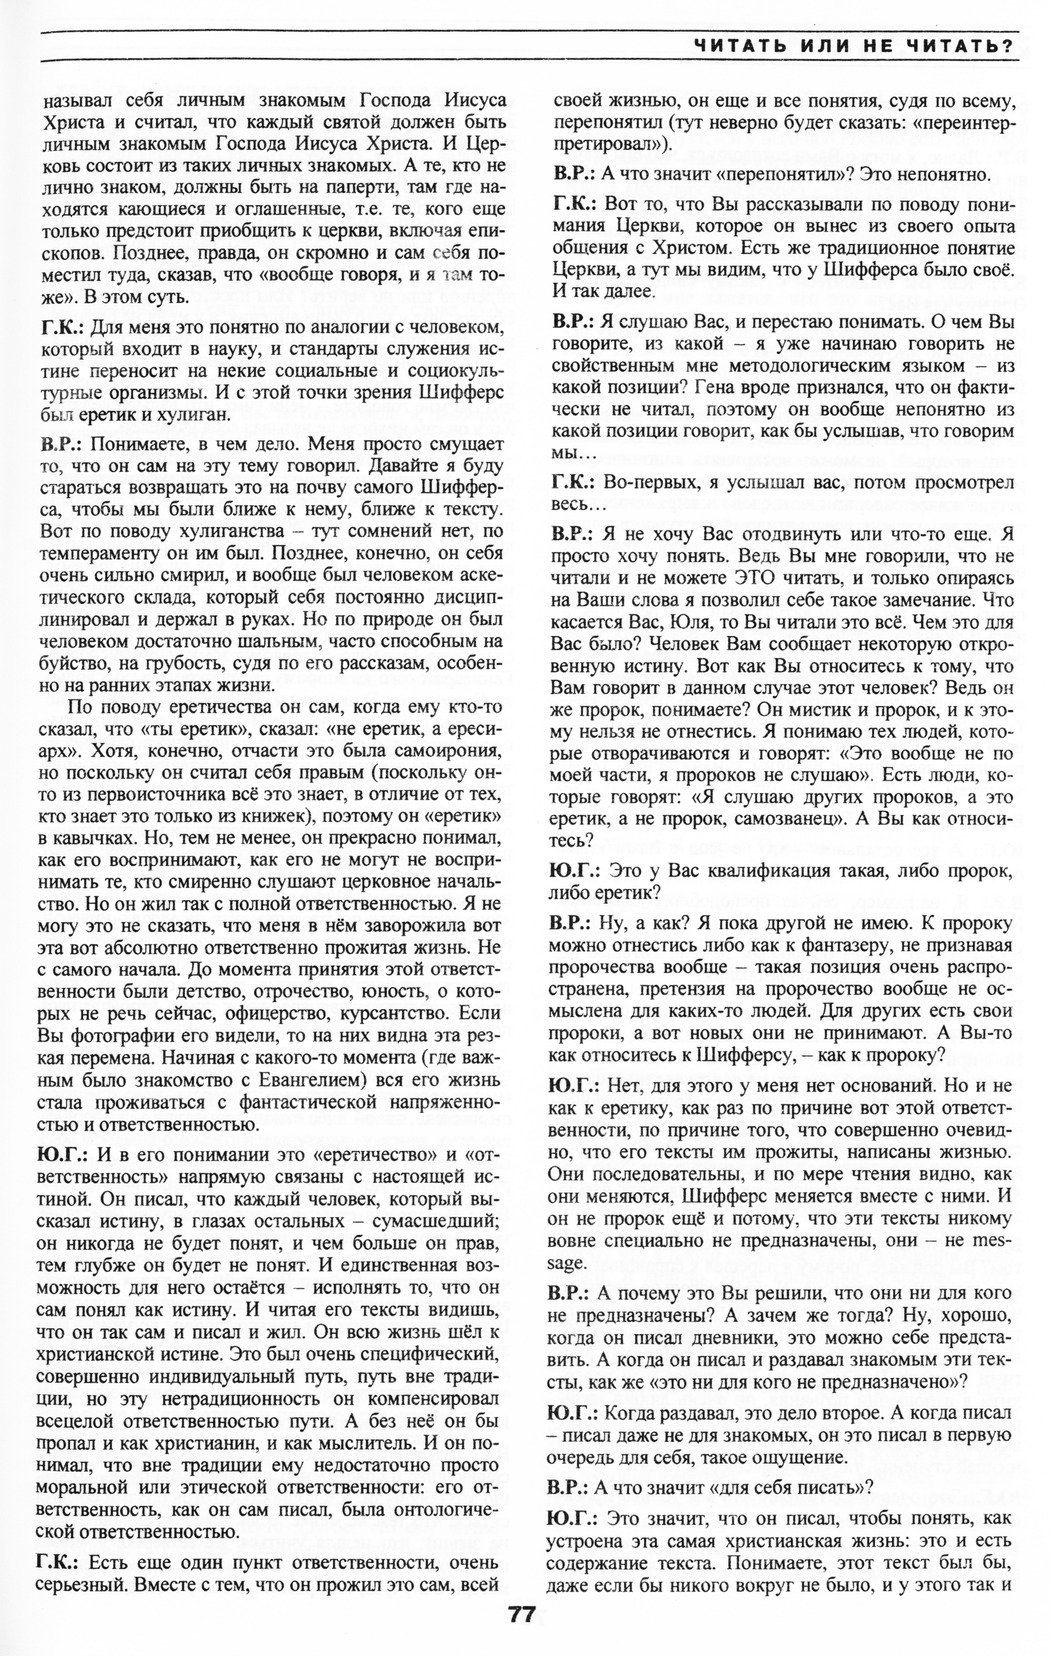 ЧИТАТЬ ИЛИ НЕ ЧИТАТЬ?
называл себя личным знакомым Господа Иисуса
Христа и считал, что каждый святой должен быть
личным знакомым Господа Иисуса Христа. И Цер-
ковь состоит из таких личных знакомых. А те, кто не
лично знаком, должны быть на паперти, там где на-
ходятся кающиеся и оглашенные, т.е. те, кого еще
только предстоит приобщить к церкви, включая епи-
скопов. Позднее, правда, он скромно и сам себя по-
местил туда, сказав, что «вообще говоря, и я там то-
же». В этом суть.
Г.К.: Для меня это понятно по аналогии с человеком,
который входит в науку, и стандарты служения ис-
тине переносит на некие социальные и социокуль-
турные организмы. И с этой точки зрения Шифферс
был еретик и хулиган.
В.Р.: Понимаете, в чем дело. Меня просто смущает
то, что он сам на эту тему говорил. Давайте я буду
стараться возвращать это на почву самого Шиффер-
са, чтобы мы были ближе к нему, ближе к тексту.
Вот по поводу хулиганства – тут сомнений нет, по
темпераменту он им был. Позднее, конечно, он себя
очень сильно смирил, и вообще был человеком аске-
тического склада, который себя постоянно дисцип-
линировал и держал в руках. Но по природе он был
человеком достаточно шальным, часто способным на
буйство, на грубость, судя по его рассказам, особен-
но на ранних этапах жизни.
По поводу еретичества он сам, когда ему кто-то
сказал, что «ты еретик», сказал: «не еретик, а ереси-
арх». Хотя, конечно, отчасти это была самоирония,
но поскольку он считал себя правым (поскольку он-
то из первоисточника всё это знает, в отличие от тех,
кто знает это только из книжек), поэтому он «еретик»
в кавычках. Но, тем не менее, он прекрасно понимал,
как его воспринимают, как его не могут не воспри-
нимать те, кто смиренно слушают церковное началь-
ство. Но он жил так с полной ответственностью. Я не
могу это не сказать, что меня в нём заворожила вот
эта вот абсолютно ответственно прожитая жизнь. Не
с самого начала. До момента принятия этой ответст-
венности были детство, отрочество, юность, о кото-
рых не речь сейчас, офицерство, курсантство. Если
Вы фотографии его видели, то на них видна эта рез-
кая перемена. Начиная с какого-то момента (где важ-
ным было знакомство с Евангелием) вся его жизнь
стала проживаться с фантастической напряженно-
стью и ответственностью.
Ю.Г.: И в его понимании это «еретичество» и «от-
ветственность» напрямую связаны с настоящей ис-
тиной. Он писал, что каждый человек, который вы-
сказал истину, в глазах остальных – сумасшедший;
он никогда не будет понят, и чем больше он прав,
тем глубже он будет не понят. И единственная воз-
можность для него остаётся – исполнять то, что он
сам понял как истину. И читая его тексты видишь,
что он так сам и писал и жил. Он всю жизнь шёл к
христианской истине. Это был очень специфический,
совершенно индивидуальный путь, путь вне тради-
ции, но эту нетрадиционность он компенсировал
всецелой ответственностью пути. А без неё он бы
пропал и как христианин, и как мыслитель. И он по-
нимал, что вне традиции ему недостаточно просто
моральной или этической ответственности: его от-
ветственность, как он сам писал, была онтологиче-
ской ответственностью.
Г.К.: Есть еще один пункт ответственности, очень
серьезный. Вместе с тем, что он прожил это сам, всей
своей жизнью, он еще и все понятия, судя по всему,
перепонятил (тут неверно будет сказать: «переинтер-
претировал»).
В.Р.: А что значит «перепонятил»? Это непонятно.
Г.К.: Вот то, что Вы рассказывали по поводу пони-
мания Церкви, которое он вынес из своего опыта
общения с Христом. Есть же традиционное понятие
Церкви, а тут мы видим, что у Шифферса было своё.
И так далее.
В.Р.: Я слушаю Вас, и перестаю понимать. О чем Вы
говорите, из какой – я уже начинаю говорить не
свойственным мне методологическим языком – из
какой позиции? Гена вроде признался, что он факти-
чески не читал, поэтому он вообще непонятно из
какой позиции говорит, как бы услышав, что говорим
мы…
Г.К.: Во-первых, я услышал вас, потом просмотрел
весь…
В.Р.: Я не хочу Вас отодвинуть или что-то еще. Я
просто хочу понять. Ведь Вы мне говорили, что не
читали и не можете ЭТО читать, и только опираясь
на Ваши слова я позволил себе такое замечание. Что
касается Вас, Юля, то Вы читали это всё. Чем это для
Вас было? Человек Вам сообщает некоторую откро-
венную истину. Вот как Вы относитесь к тому, что
Вам говорит в данном случае этот человек? Ведь он
же пророк, понимаете? Он мистик и пророк, и к это-
му нельзя не отнестись. Я понимаю тех людей, кото-
рые отворачиваются и говорят: «Это вообще не по
моей части, я пророков не слушаю». Есть люди, ко-
торые говорят: «Я слушаю других пророков, а это
еретик, а не пророк, самозванец». А Вы как относи-
тесь?
Ю.Г.: Это у Вас квалификация такая, либо пророк,
либо еретик?
В.Р.: Ну, а как? Я пока другой не имею. К пророку
можно отнестись либо как к фантазеру, не признавая
пророчества вообще – такая позиция очень распро-
странена, претензия на пророчество вообще не ос-
мыслена для каких-то людей. Для других есть свои
пророки, а вот новых они не принимают. А Вы-то
как относитесь к Шифферсу, – как к пророку?
Ю.Г.: Нет, для этого у меня нет оснований. Но и не
как к еретику, как раз по причине вот этой ответст-
венности, по причине того, что совершенно очевид-
но, что его тексты им прожиты, написаны жизнью.
Они последовательны, и по мере чтения видно, как
они меняются, Шифферс меняется вместе с ними. И
он не пророк ещё и потому, что эти тексты никому
вовне специально не предназначены, они – не mes-
sage.
В.Р.: А почему это Вы решили, что они ни для кого
не предназначены? А зачем же тогда? Ну, хорошо,
когда он писал дневники, это можно себе предста-
вить. А когда он писал и раздавал знакомым эти тек-
сты, как же «это ни для кого не предназначено»?
Ю.Г.: Когда раздавал, это дело второе. А когда писал
– писал даже не для знакомых, он это писал в первую
очередь для себя, такое ощущение.
В.Р.: А что значит «для себя писать»?
Ю.Г.: Это значит, что он писал, чтобы понять, как
устроена эта самая христианская жизнь: это и есть
содержание текста. Понимаете, этот текст был бы,
даже если бы никого вокруг не было, и у этого так и
77